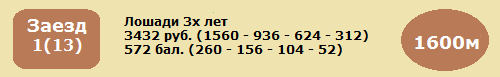 Заезд
1(13)
Лошади 3х лет
3432 руб. (1560 - 936 - 624 - 312)
572 бал. (260 - 156 - 104 - 52)
1600м